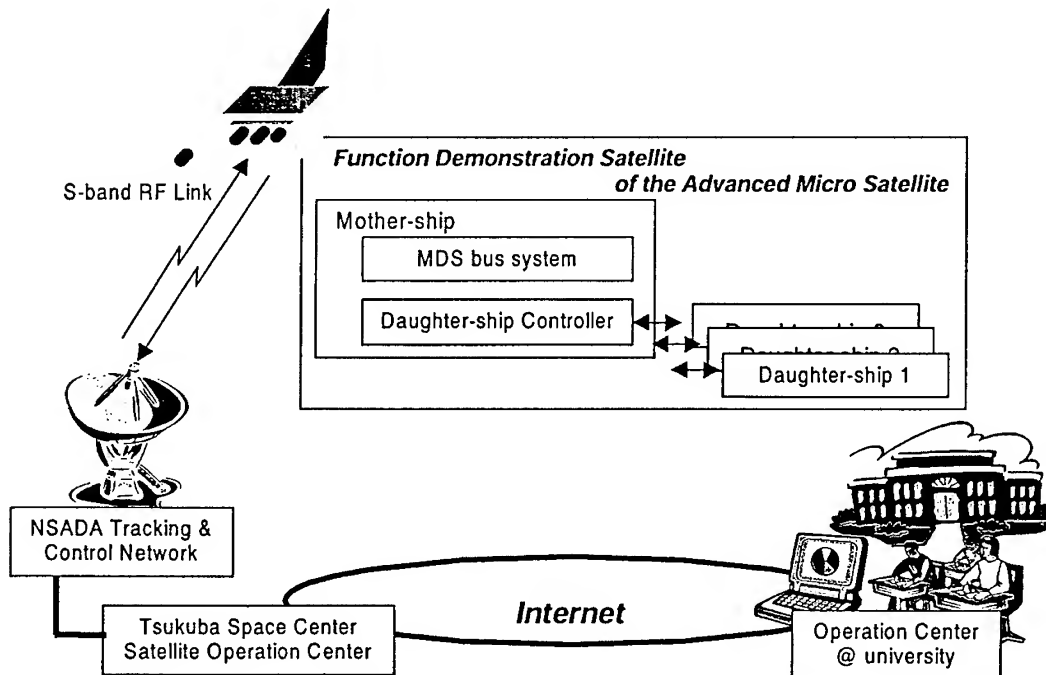 S-band RF Link
Function Demonstration Satellite
of the Advanced Micro Satellite
Mother-ship
MDS bus system
Daughter-ship Controller
Daughter-ship 1
NSADA Tracking &
Control Network
Internet
Tsukuba Space Center
Satellite Operation Center
Operation Center
@ university